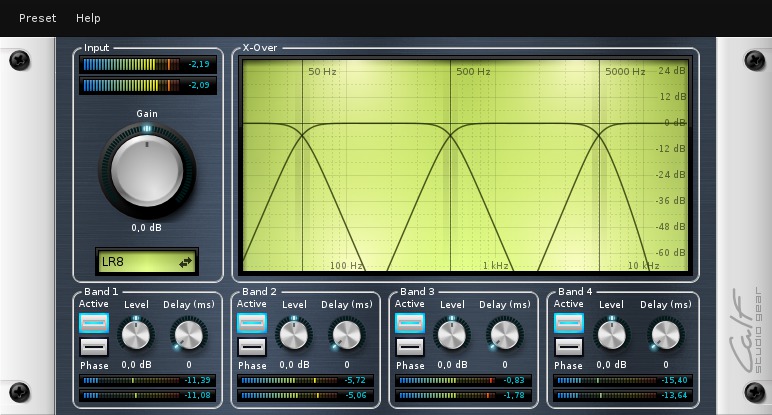 Preset Help
Input
-2,19
-2,09
Gain
0,0 dB
LR8
X-Over
50 Hz 500 Hz 5000 Hz
24 dB
12 dB
0 dB
-12 dB
-24 dB
-36 dB
-48 dB
-60 dB
100 Hz 1 kHz 10 kHz
Band 1
Active Level Delay (ms)
Phase 0,0 dB 0
-11,39
-11,08
Band 2
Active Level Delay (ms)
Phase 0,0 dB 0
-5,72
-5,06
Band 3
Active Level Delay (ms)
Phase 0,0 dB 0
-0,83
-1,78
Band 4
Active Level Delay (ms)
Phase 0,0 dB 0
-15,40
-13,64
Calf
studio gear